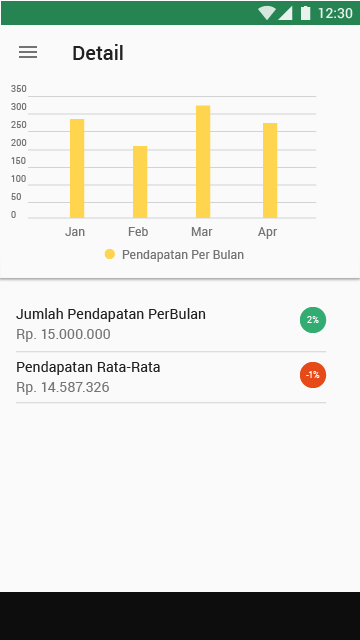 12:30
Detail
350
300
250
200
150
100
50
0
Jan Feb Mar Apr
Pendapatan Per Bulan
Jumlah Pendapatan PerBulan
Rp. 15.000.000
2%
Pendapatan Rata-Rata
Rp. 14.587.326
-1%